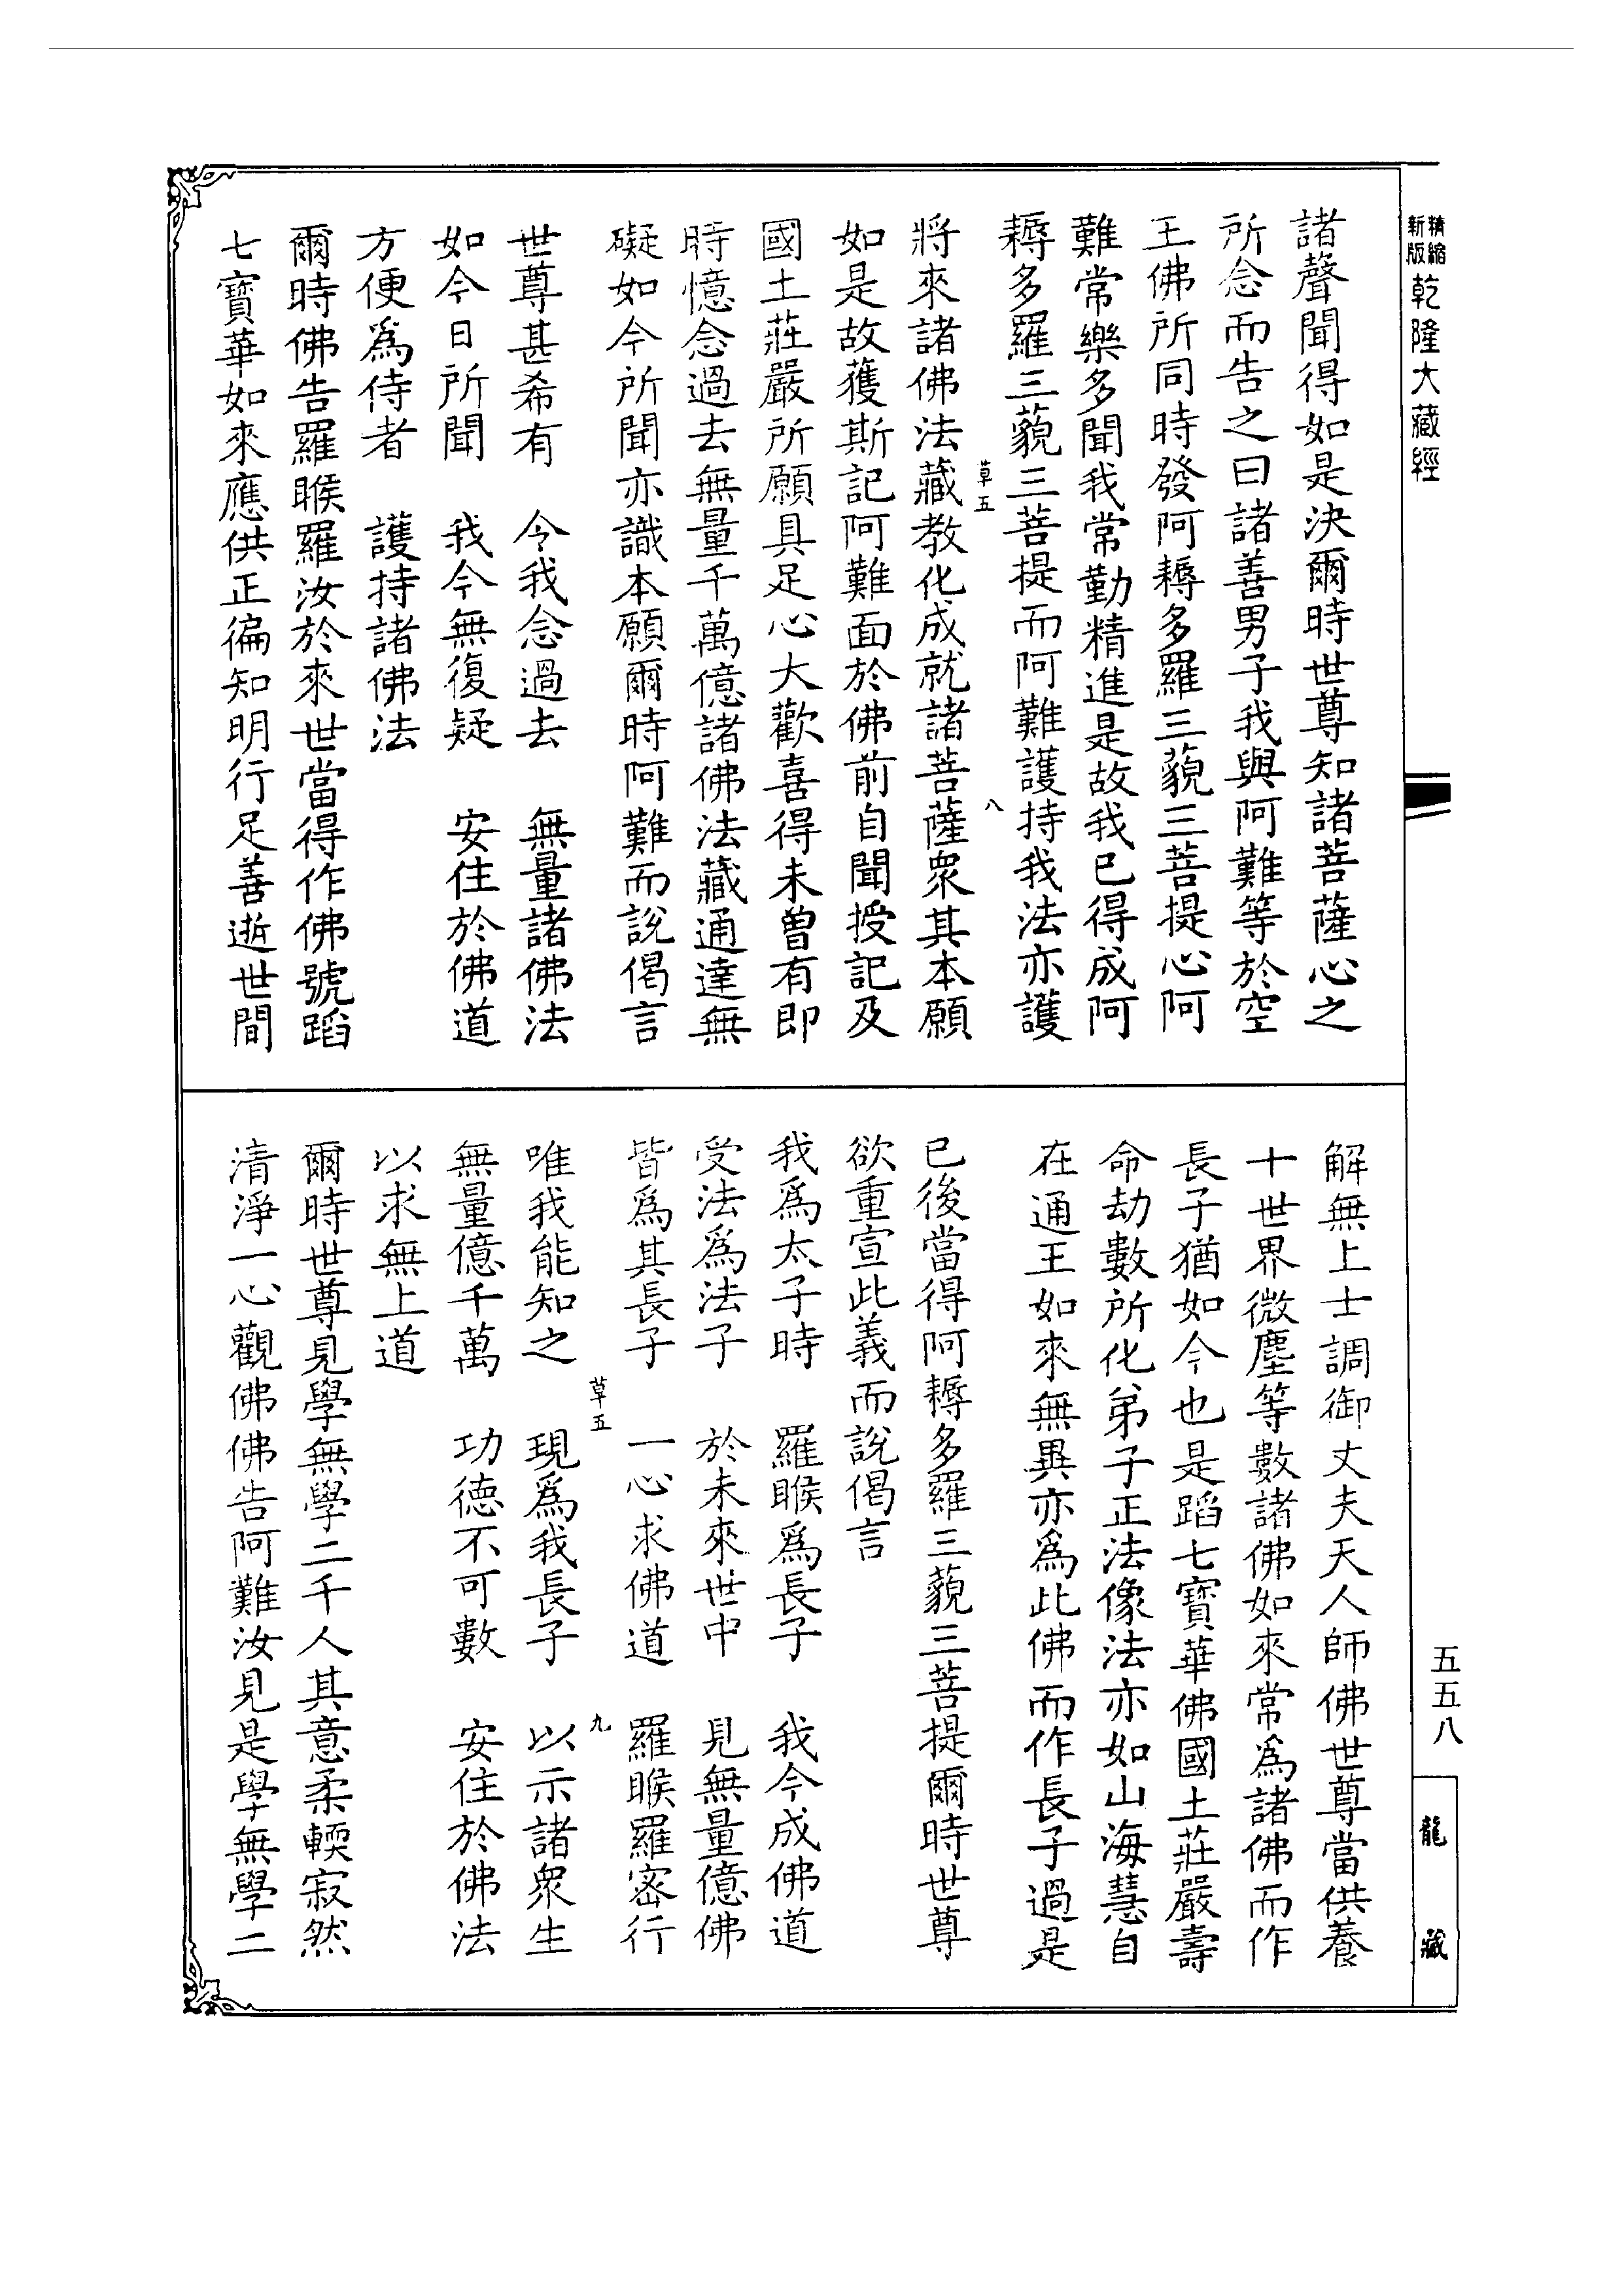 精縮
新版
乾隆大藏經
諸聲聞得如是決爾時世尊知諸菩薩心之
所念而告之曰諸善男子我與阿難等於空
王佛所同時發阿耨多羅三藐三菩提心阿
難常樂多聞我常勤精進是故我已得成阿
耨多羅三藐三菩提而阿難護持我法亦護
草五
八
將來諸佛法藏教化成就諸菩薩眾其本願
如是故獲斯記阿難面於佛前自聞授記及
國土莊嚴所願具足心大歡喜得未曾有即
時憶念過去無量千萬億諸佛法藏通達無
礙如今所聞亦識本願爾時阿難而說偈言
世尊甚希有　令我念過去　無量諸佛法
如今日所聞　我今無復疑　安住於佛道
方便為侍者　護持諸佛法
爾時佛告羅睺羅汝於來世當得作佛號蹈
七寶華如來應供正徧知明行足善逝世間
解無上士調御丈夫天人師佛世尊當供養
十世界微塵等數諸佛如來常為諸佛而作
長子猶如今也是蹈七寶華佛國土莊嚴壽
命劫數所化弟子正法像法亦如山海慧自
在通王如來無異亦為此佛而作長子過是
已後當得阿耨多羅三藐三菩提爾時世尊
欲重宣此義而說偈言
我為太子時　羅睺為長子　我今成佛道
受法為法子　於未來世中　見無量億佛
皆為其長子　一心求佛道　羅睺羅密行
草五
九
唯我能知之　現為我長子　以示諸眾生
無量億千萬　功德不可數　安住於佛法
以求無上道
爾時世尊見學無學二千人其意柔輭寂然
清淨一心觀佛佛告阿難汝見是學無學二
五五八
龍藏